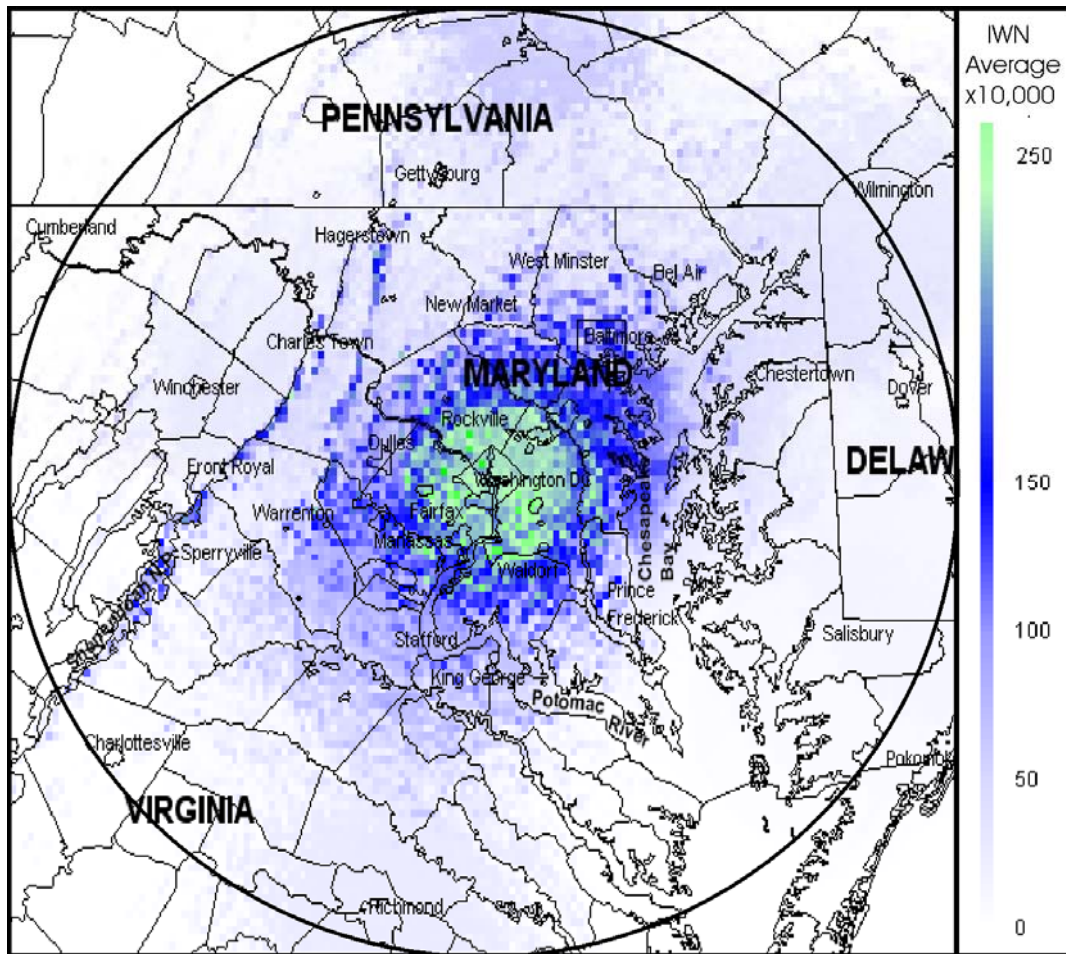 IWN
Average
x10,000
250
150
100
50
0
PENNSYLVANIA
Gettysburg
Wilmington
Cumberland
Hagerstown
West Minster
Bel Air
New Market
Charles Town
Baltimore
MARYLAND
Chestertown
Winchester
Dover
Rockville
Dulles
Front Royal
DELAW
Washington DC
Warrenton
Fairfax
Chesapeake
Bay
Manassas
Sperryville
Waldorf
Prince
Frederick
Stafford
Salisbury
King George
Potomac
River
Charlottesville
Pokomok
VIRGINIA
Richmond